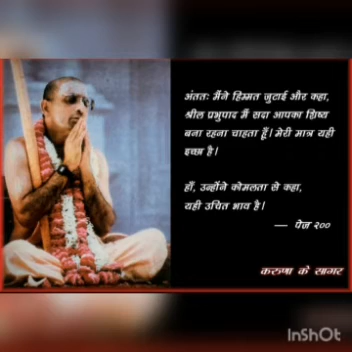 अंततः मैंने हिम्मत जुटाई और कहा,
श्रील प्रभुपाद मैं सदा आपका शिष्य
बना रहना चाहता हूँ। मेरी मात्र यही
इच्छा है।
हाँ, उन्होंने कोमलता से कहा,
यही उचित भाव है।
— पेज २००
करुणा के सागर
InShOt